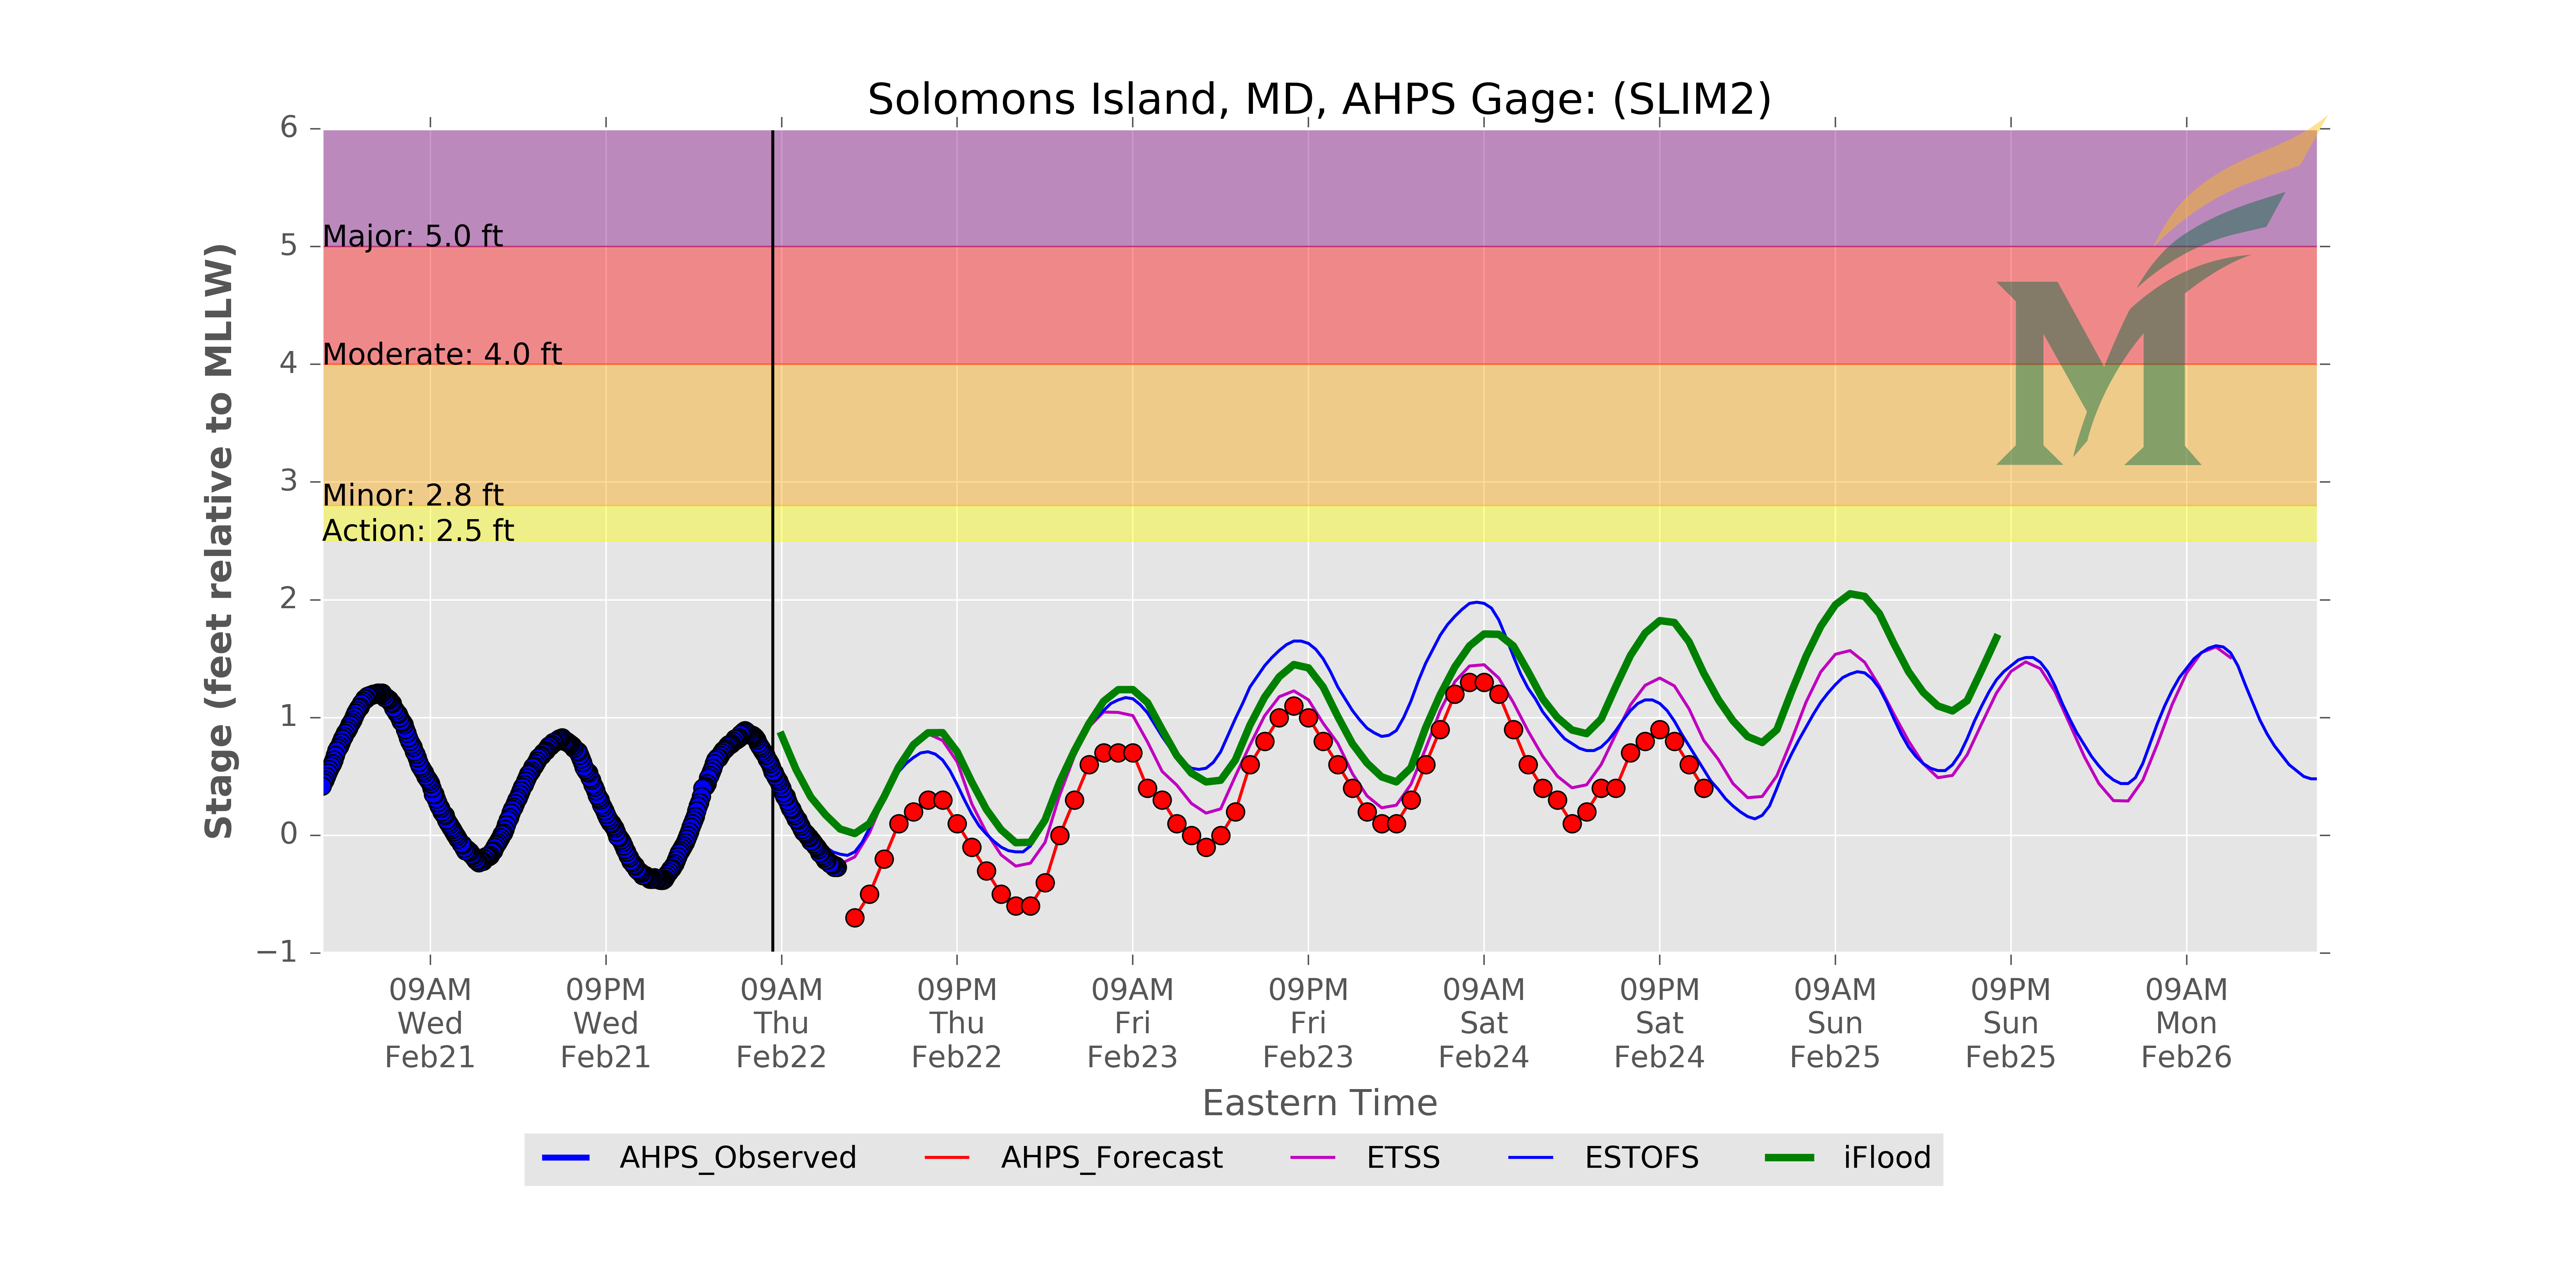 Solomons Island, MD, AHPS Gage: (SLIM2)
Stage (feet relative to MLLW)
6
5
4
3
2
1
0
−1
Major: 5.0 ft
Moderate: 4.0 ft
Minor: 2.8 ft
Action: 2.5 ft
09AM Wed Feb21
09PM Wed Feb21
09AM Thu Feb22
09PM Thu Feb22
09AM Fri Feb23
09PM Fri Feb23
09AM Sat Feb24
09PM Sat Feb24
09AM Sun Feb25
09PM Sun Feb25
09AM Mon Feb26
Eastern Time
AHPS_Observed
AHPS_Forecast
ETSS
ESTOFS
iFlood
M